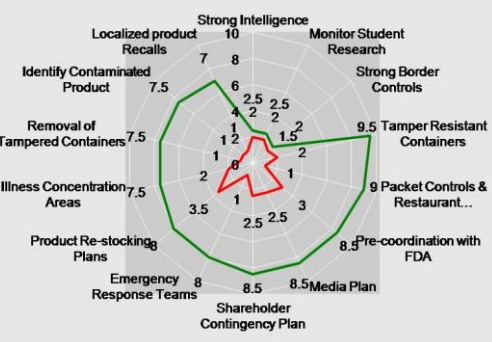 Strong Intelligence
Localized product
Recalls
10
Monitor Student
Research
7
8
Identify Contaminated
Product
7.5
6
Strong Border
Controls
2.5
2.5
4
2
2
1
2
Removal of
Tampered Containers
7.5
1
2
1.5
9.5
Tamper Resistant
Containers
1
2
0
Illness Concentration
Areas
7.5
2
1
9
Packet Controls &
Restaurant...
3.5
1
3
2.5
2.5
Product Re-stocking
Plans
8
8.5
Pre-coordination with
FDA
Emergency
Response Teams
8
8.5
8.5
Media Plan
Shareholder
Contingency Plan